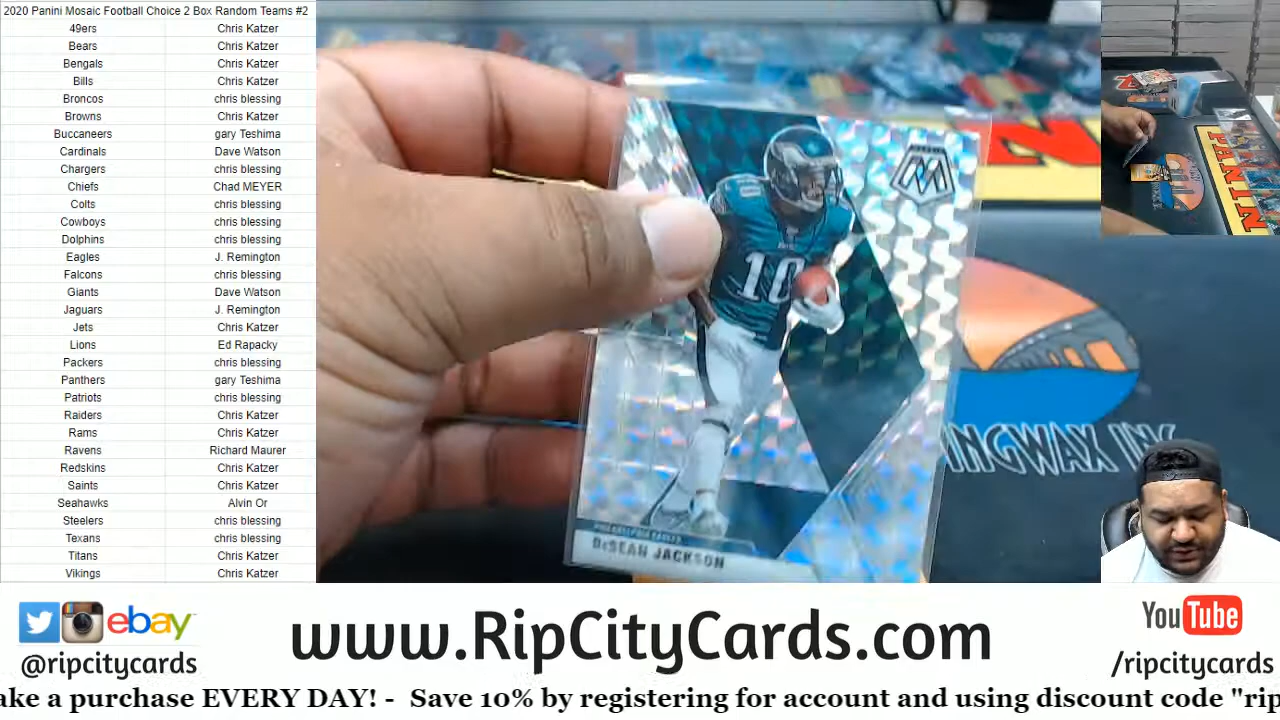 2020 Panini Mosaic Football Choice 2 Box Random Teams #2
49ers Chris Katzer
Bears Chris Katzer
Bengals Chris Katzer
Bills Chris Katzer
Broncos chris blessing
Browns Chris Katzer
Buccaneers gary Teshima
Cardinals Dave Watson
Chargers chris blessing
Chiefs Chad MEYER
Colts chris blessing
Cowboys chris blessing
Dolphins chris blessing
Eagles J. Remington
Falcons chris blessing
Giants Dave Watson
Jaguars J. Remington
Jets Chris Katzer
Lions Ed Rapacky
Packers chris blessing
Panthers gary Teshima
Patriots chris blessing
Raiders Chris Katzer
Rams Chris Katzer
Ravens Richard Maurer
Redskins Chris Katzer
Saints Chris Katzer
Seahawks Alvin Or
Steelers chris blessing
Texans chris blessing
Titans Chris Katzer
Vikings Chris Katzer
M
10
10
PHILADELPHIA EAGLES
DeSEAN JACKSON
INGWAX INC
PANINI
ebay
@ripcitycards
www.RipCityCards.com
YouTube
/ripcitycards
ake a purchase EVERY DAY! - Save 10% by registering for account and using discount code "rip